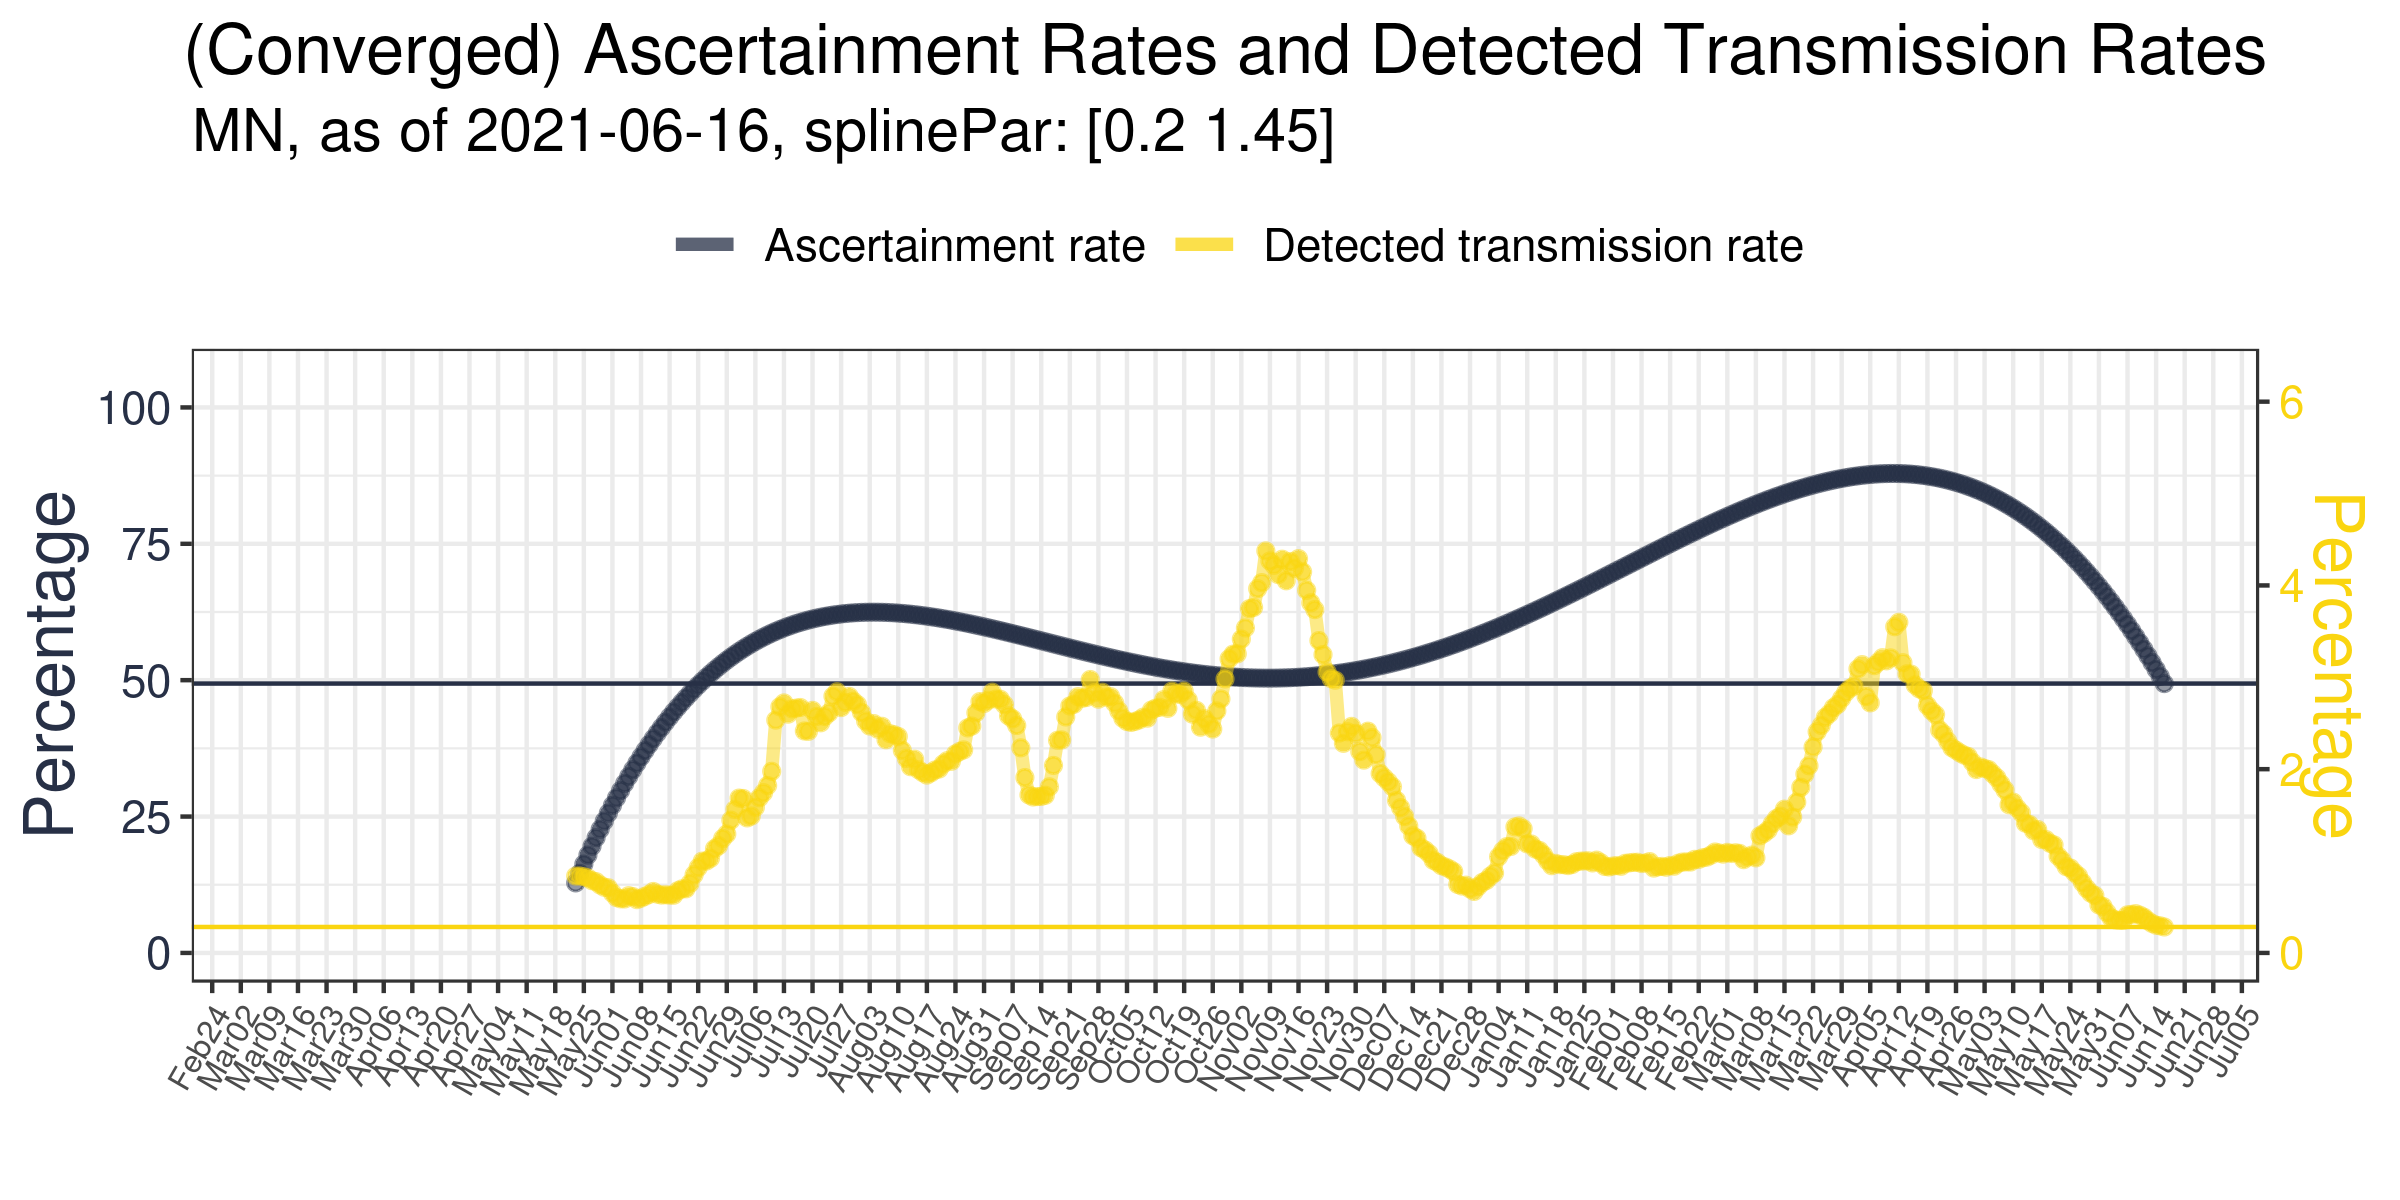 (Converged) Ascertainment Rates and Detected Transmission Rates
MN, as of 2021-06-16, splinePar: [0.2 1.45]
Ascertainment rate Detected transmission rate
Percentage
100
75
50
25
0
6
4
2
0
Percentage
Feb24 Mar02 Mar09 Mar16 Mar23 Mar30 Apr06 Apr13 Apr20 Apr27 May04 May11 May18 May25 Jun01 Jun08 Jun15 Jun22 Jun29 Jul06 Jul13 Jul20 Jul27 Aug03 Aug10 Aug17 Aug24 Aug31 Sep07 Sep14 Sep21 Sep28 Oct05 Oct12 Oct19 Oct26 Nov02 Nov09 Nov16 Nov23 Nov30 Dec07 Dec14 Dec21 Dec28 Jan04 Jan11 Jan18 Jan25 Feb01 Feb08 Feb15 Feb22 Mar01 Mar08 Mar15 Mar22 Mar29 Apr05 Apr12 Apr19 Apr26 May03 May10 May17 May24 May31 Jun07 Jun14 Jun21 Jun28 Jul05